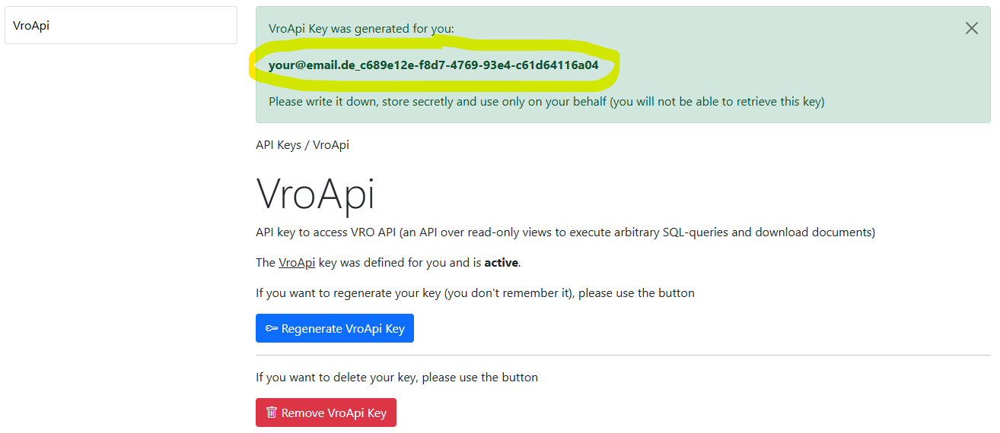 VroApi
VroApi Key was generated for you:
your@email.de_c689e12e-f8d7-4769-93e4-c61d64116a04
Please write it down, store secretly and use only on your behalf (you will not be able to retrieve this key)
API Keys / VroApi
VroApi
API key to access VRO API (an API over read-only views to execute arbitrary SQL-queries and download documents)
The VroApi key was defined for you and is active.
If you want to regenerate your key (you don't remember it), please use the button
Regenerate VroApi Key
If you want to delete your key, please use the button
Remove VroApi Key